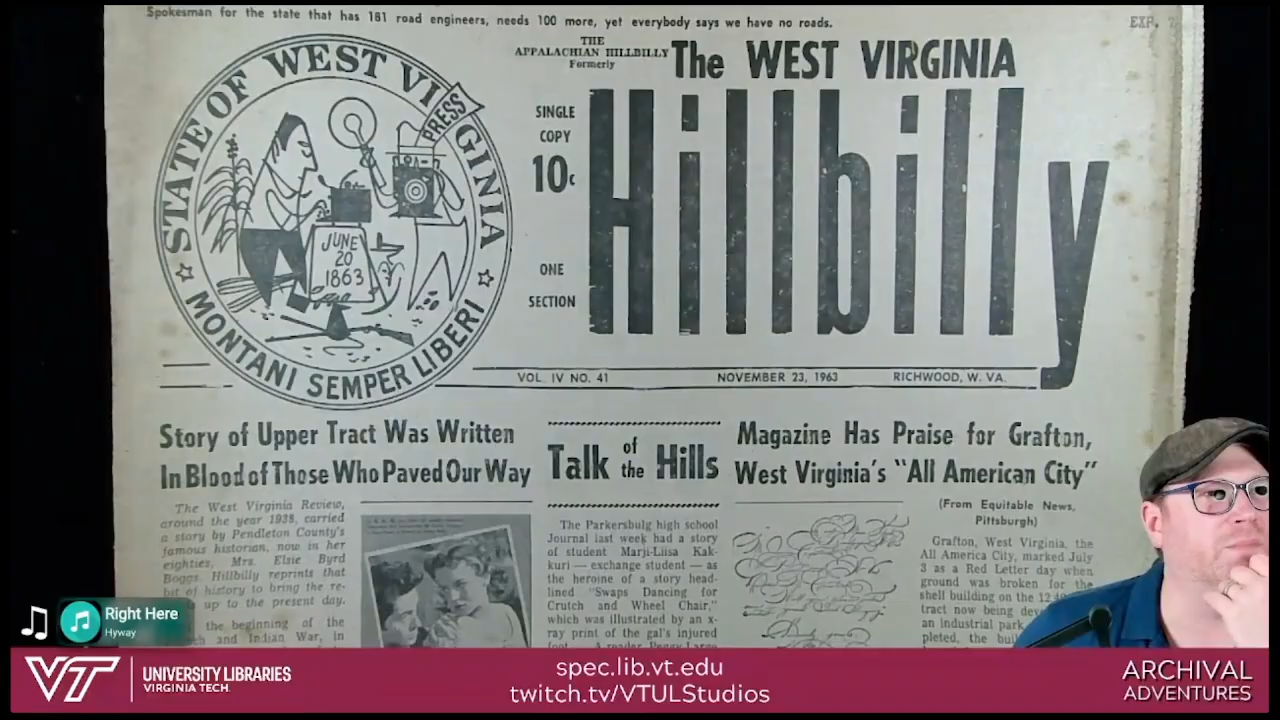 Spokesman for the state that has 181 road engineers, needs 100 more, yet everybody says we have no roads.
EXP.
STATE OF WEST VIRGINIA
PRESS
JUNE
20
1863
MONTANI SEMPER LIBERI
THE
APPALACHIAN HILLBILLY
Formerly
The WEST VIRGINIA
Hillbilly
SINGLE
COPY
10c
ONE
SECTION
VOL. IV NO. 41
NOVEMBER 23, 1963
RICHWOOD, W. VA.
Story of Upper Tract Was Written
In Blood of Those Who Paved Our Way
The West Virginia Review,
around the year 1938, carried
a story by Pendleton County's
famous historian, now in her
eighties, Mrs. Elsie Byrd
Boggs. Hillbilly reprints that
bit of history to bring the re-
up to the present day.
the beginning of the
and Indian War, in
Talk of the Hills
The Parkersbulg high school
Journal last week had a story
of student Marji-Liisa Kak-
kuri — exchange student — as
the heroine of a story head-
lined "Swaps Dancing for
Crutch and Wheel Chair,"
which was illustrated by an x-
ray print of the gal's injured
foot. A reader, Peggy Large
Magazine Has Praise for Grafton,
West Virginia's "All American City"
(From Equitable News,
Pittsburgh)
Grafton, West Virginia, the
All America City, marked July
3 as a Red Letter day when
ground was broken for the
shell building on the
tract now being
an industrial park.
pleted, the
Right Here
Hyway
VT
UNIVERSITY LIBRARIES
VIRGINIA TECH.
spec.lib.vt.edu
twitch.tv/VTULStudios
ARCHIVAL
ADVENTURES